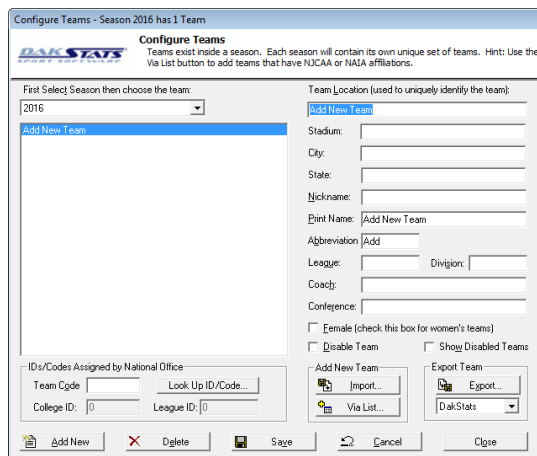 Configure Teams - Season 2016 has 1 Team
DAKSTATS
SPORT SOFTWARE
Configure Teams
Teams exist inside a season. Each season will contain its own unique set of teams. Hint: Use the
Via List button to add teams that have NJCAA or NAIA affiliations.
First Select Season then choose the team:
2016
Add New Team
Team Location (used to uniquely identify the team):
Add New Team
Stadium:
City:
State:
Nickname:
Print Name: Add New Team
Abbreviation Add
League: Division:
Coach:
Conference:
Female (check this box for women's teams)
Disable Team Show Disabled Teams
IDs/Codes Assigned by National Office
Team Code Look Up ID/Code...
College ID: 0 League ID: 0
Add New Team
Import...
Via List...
Export Team
Export...
DakStats
Add New Delete Save Cancel Close